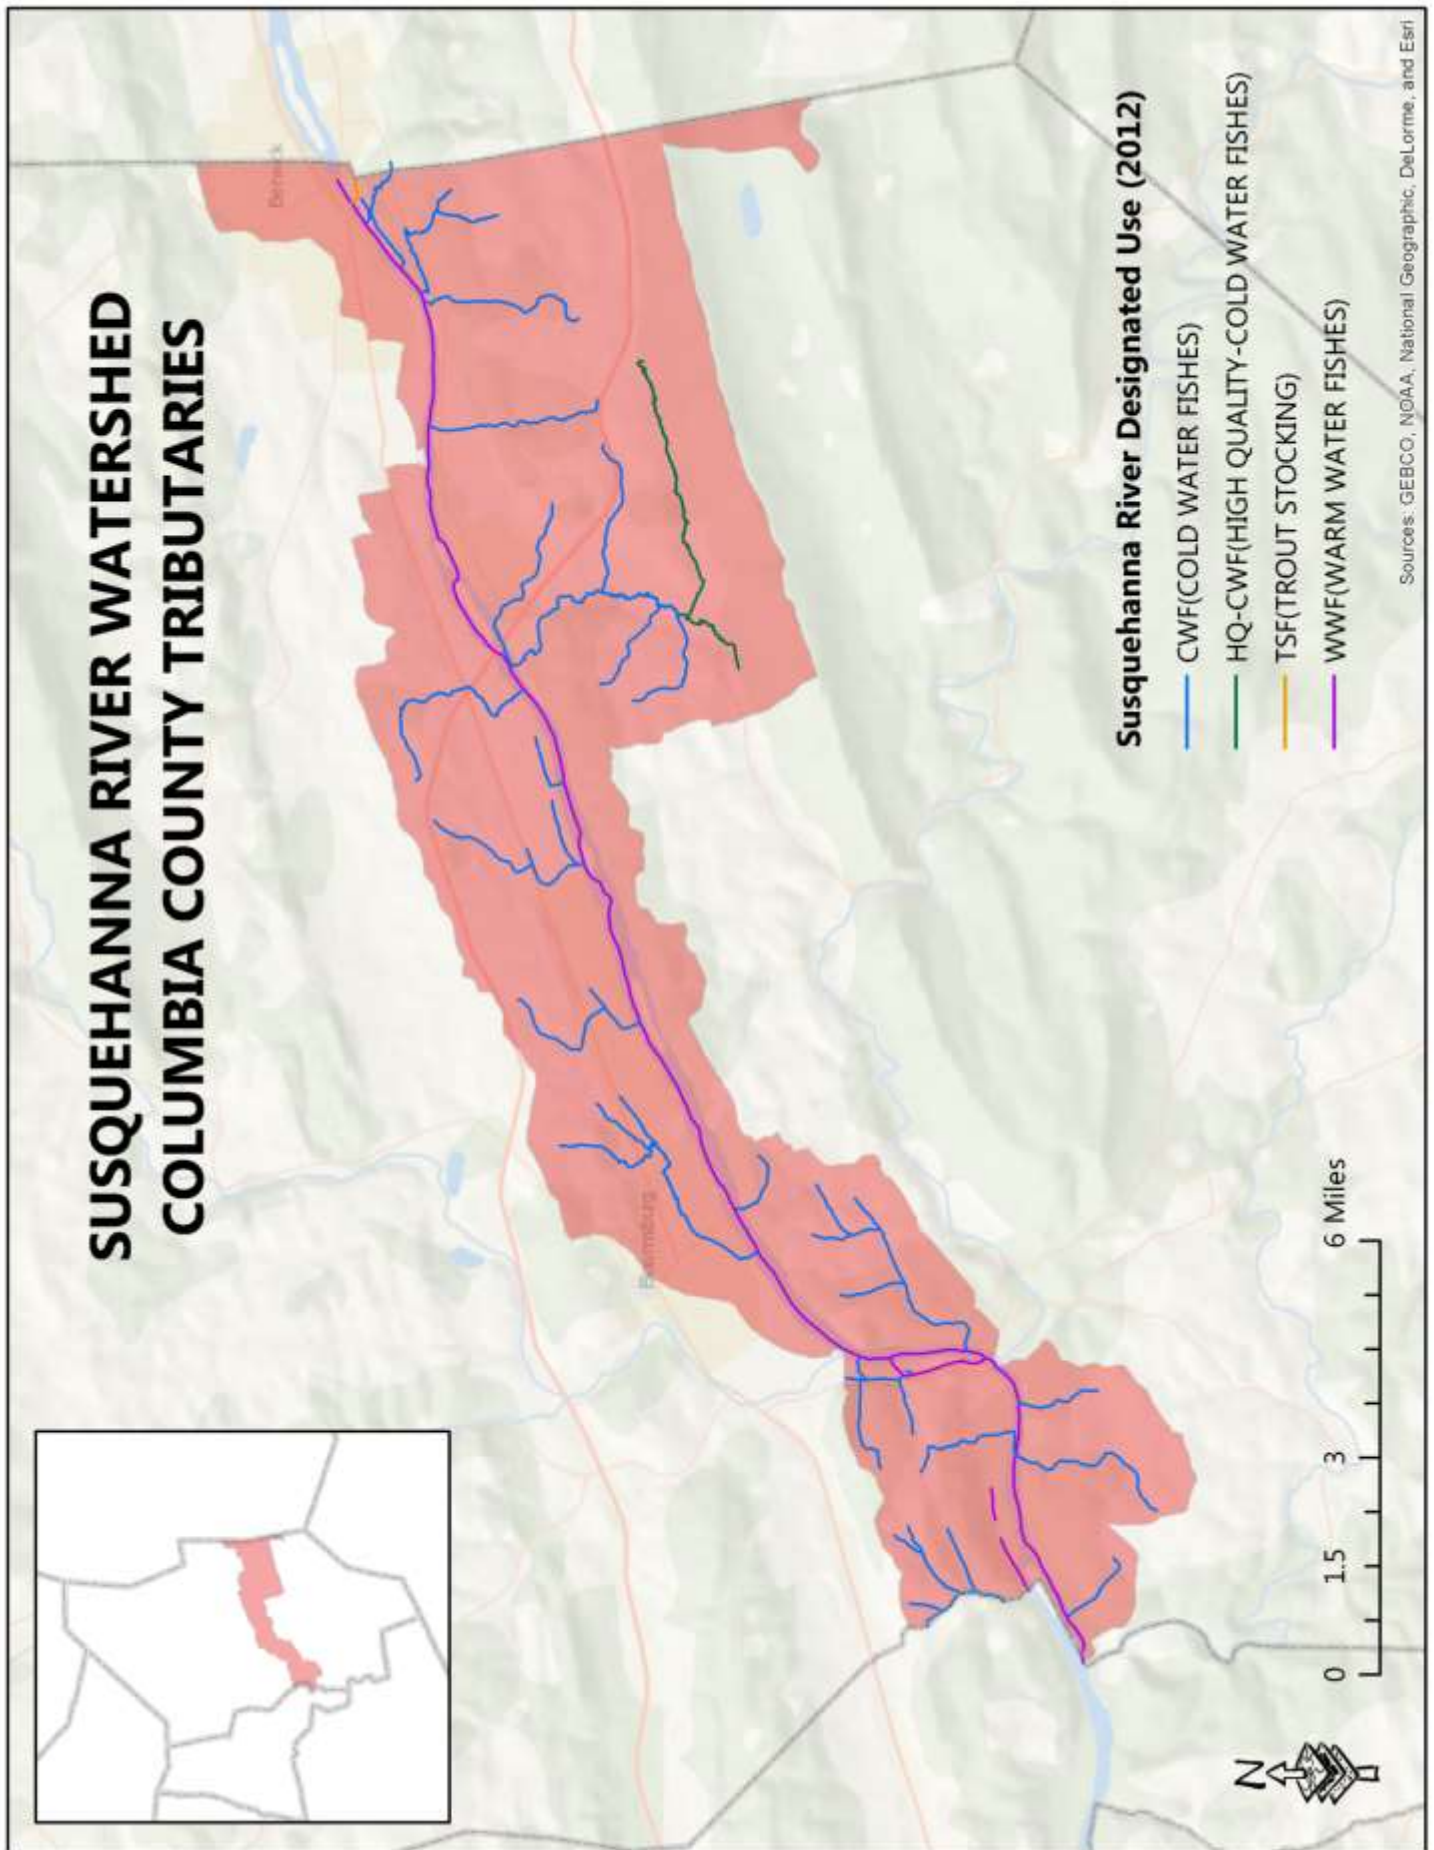 SUSQUEHANNA RIVER WATERSHED
COLUMBIA COUNTY TRIBUTARIES
Berwick
Susquehanna River Designated Use (2012)
CWF(COLD WATER FISHES)
HQ-CWF(HIGH QUALITY-COLD WATER FISHES)
TSF(TROUT STOCKING)
WWF(WARM WATER FISHES)
N
0 1.5 3 6 Miles
Sources: GEBCO, NOAA, National Geographic, DeLorme, and Esri